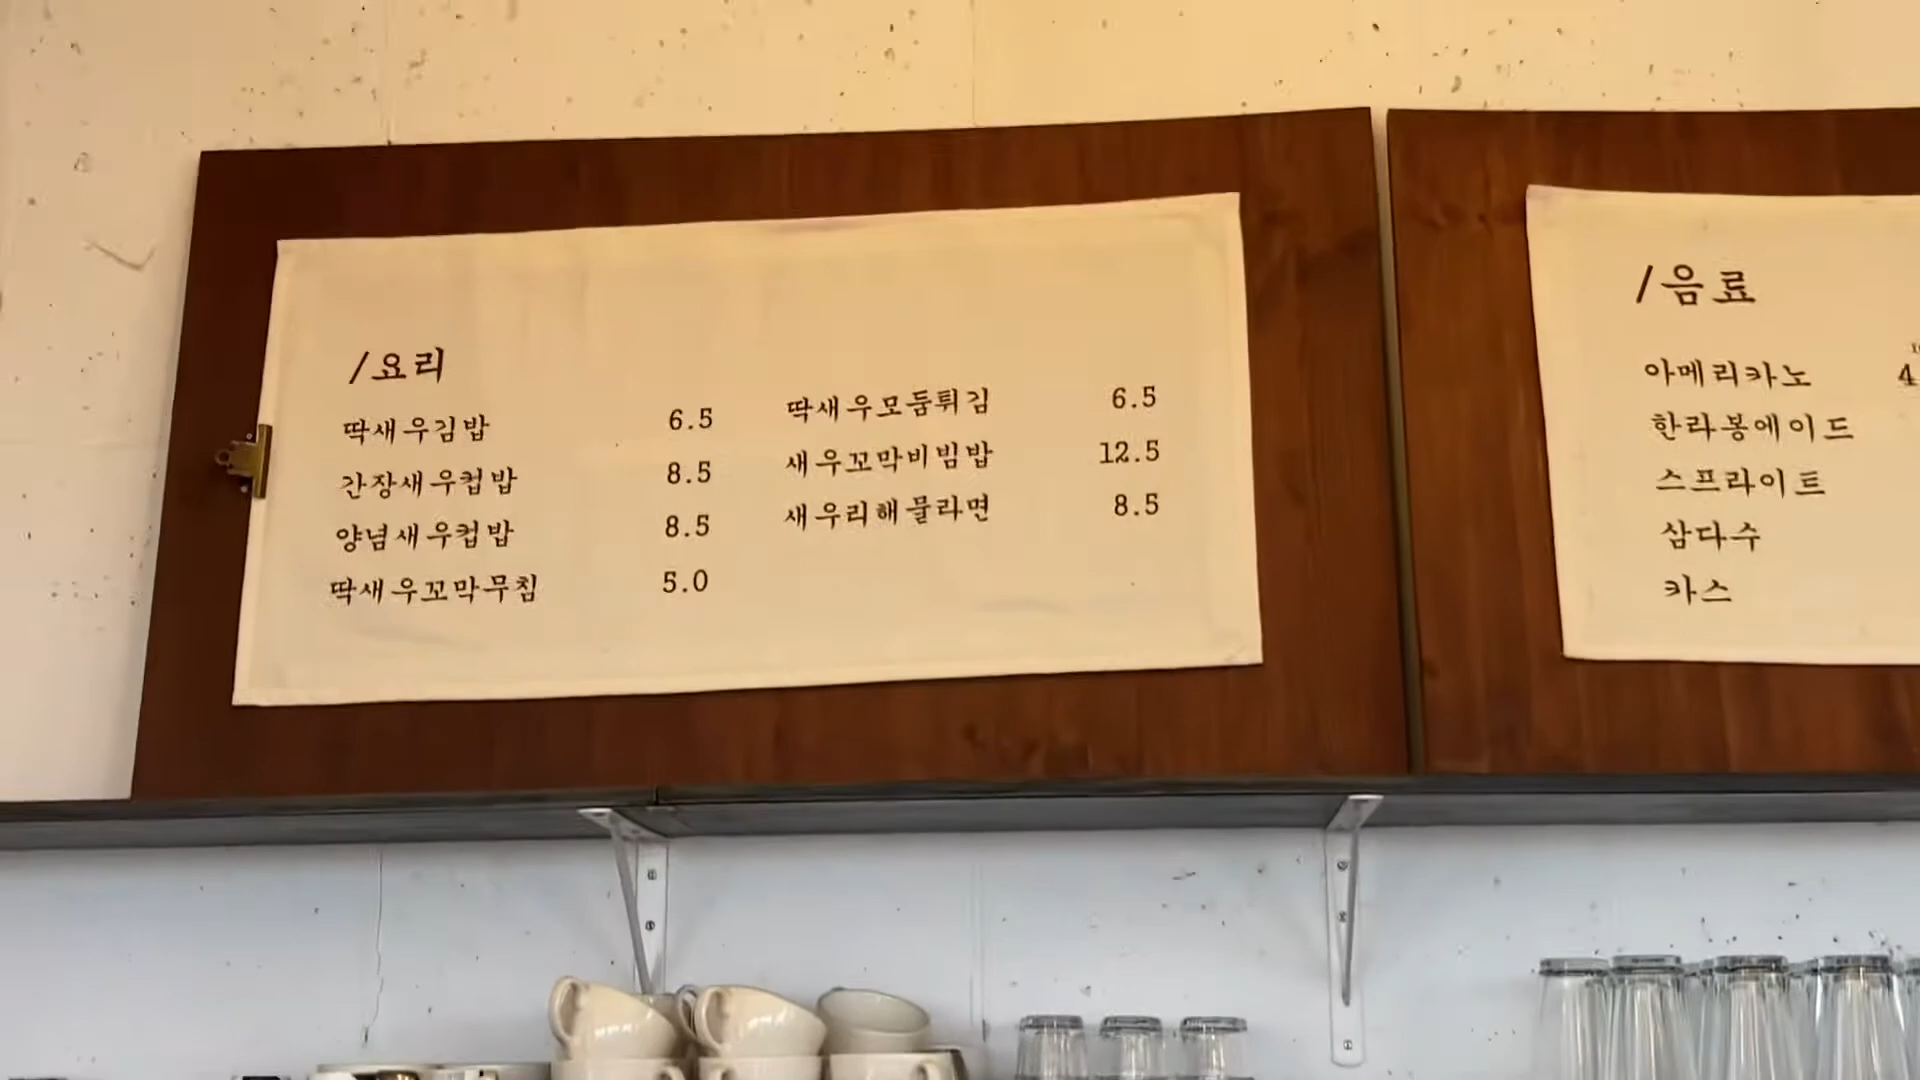 /요리
딱새우김밥 6.5
간장새우컵밥 8.5
양념새우컵밥 8.5
딱새우꼬막무침 5.0
딱새우모둠튀김 6.5
새우꼬막비빔밥 12.5
새우리해물라면 8.5
/음료
아메리카노 4
한라봉에이드
스프라이트
삼다수
카스